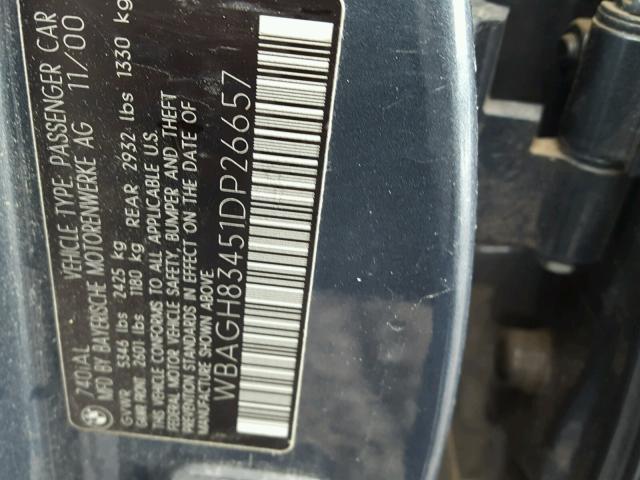 740iAL VEHICLE TYPE: PASSENGER CAR
MFD BY BAYERISCHE MOTORENWERKE AG 11/00
GVWR 5346 lbs 2425 kg
GAWR FRONT 2601 lbs 1180 kg REAR 2932 lbs 1330 kg
THIS VEHICLE CONFORMS TO ALL APPLICABLE U.S.
FEDERAL MOTOR VEHICLE SAFETY, BUMPER AND THEFT
PREVENTION STANDARDS IN EFFECT ON THE DATE OF
MANUFACTURE SHOWN ABOVE
WBAGH83451DP26657